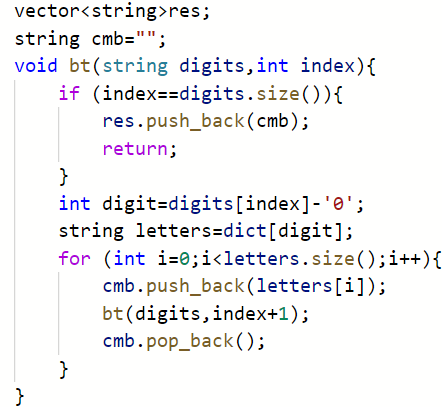 vector<string>res;
string cmb="";
void bt(string digits,int index){
    if (index==digits.size()){
        res.push_back(cmb);
        return;
    }
    int digit=digits[index]-'0';
    string letters=dict[digit];
    for (int i=0;i<letters.size();i++){
        cmb.push_back(letters[i]);
        bt(digits,index+1);
        cmb.pop_back();
    }
}